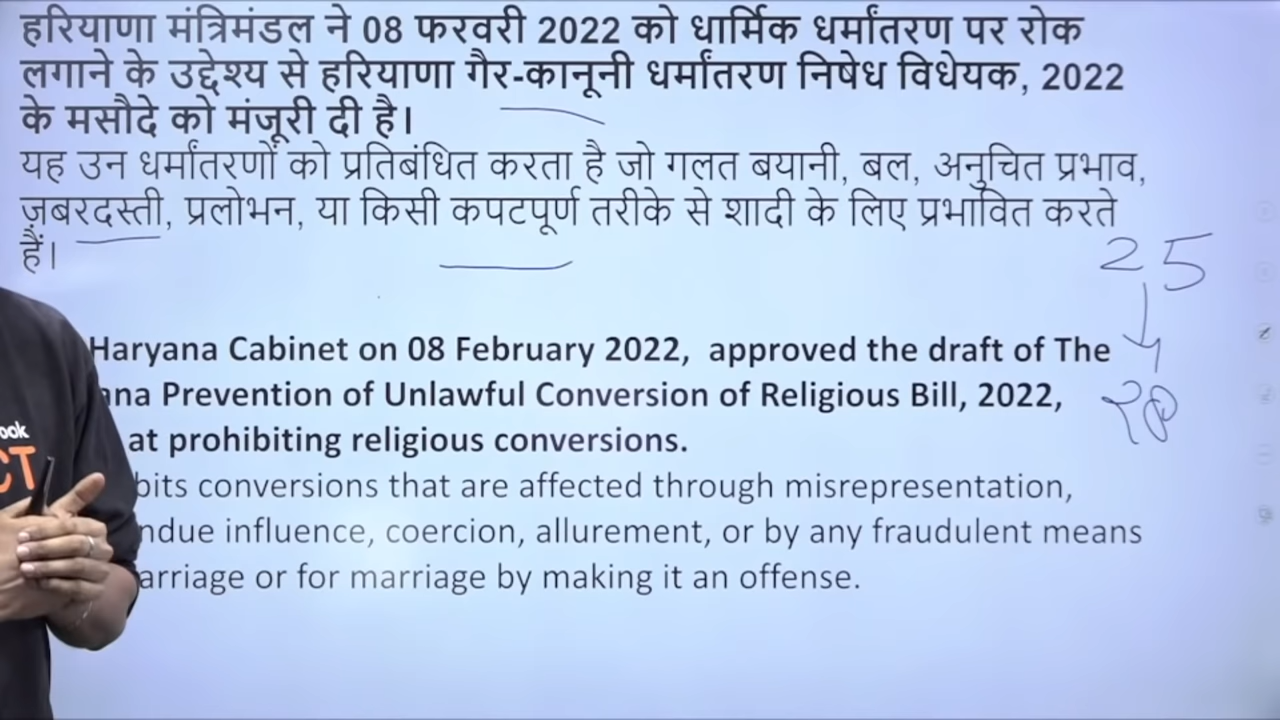 हरियाणा मंत्रिमंडल ने 08 फरवरी 2022 को धार्मिक धर्मांतरण पर रोक
लगाने के उद्देश्य से हरियाणा गैर-कानूनी धर्मांतरण निषेध विधेयक, 2022
के मसौदे को मंजूरी दी है।
यह उन धर्मांतरणों को प्रतिबंधित करता है जो गलत बयानी, बल, अनुचित प्रभाव,
ज़बरदस्ती, प्रलोभन, या किसी कपटपूर्ण तरीके से शादी के लिए प्रभावित करते
हैं।
25
Haryana Cabinet on 08 February 2022, approved the draft of The
ana Prevention of Unlawful Conversion of Religious Bill, 2022,
at prohibiting religious conversions.
bits conversions that are affected through misrepresentation,
ndue influence, coercion, allurement, or by any fraudulent means
arriage or for marriage by making it an offense.
ook
CT